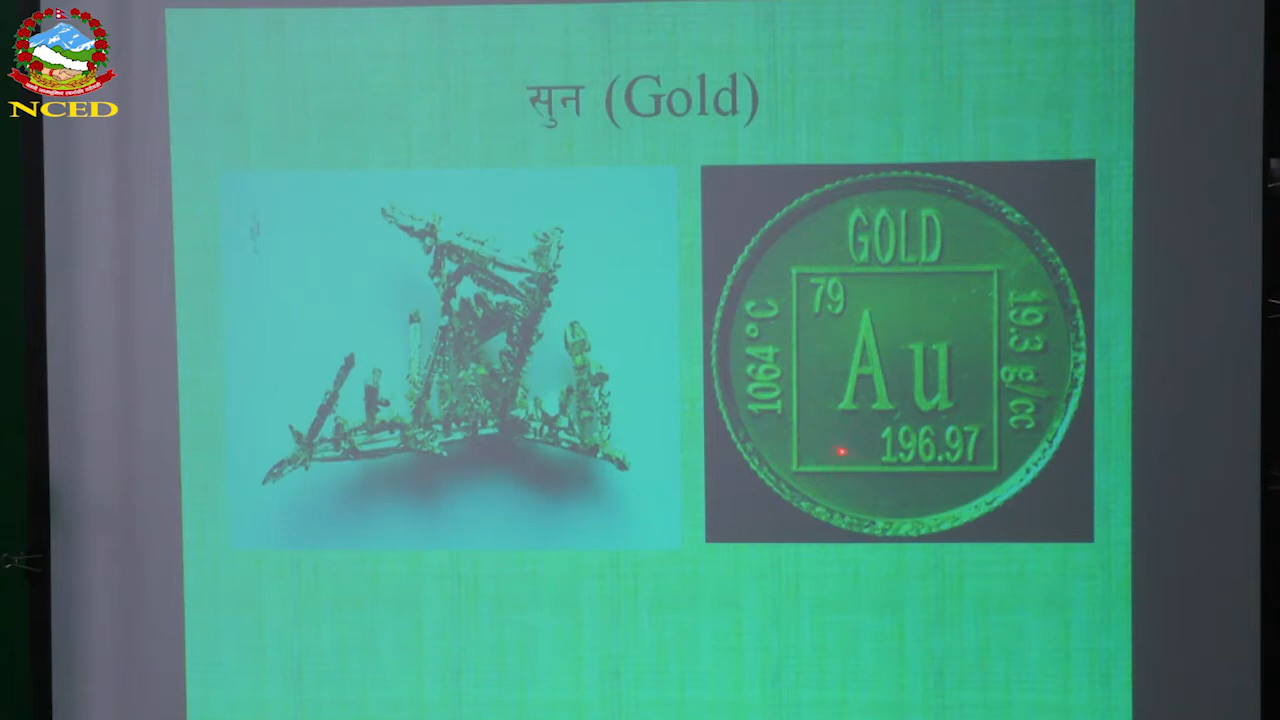 NCED
सुन (Gold)
GOLD
79
Au
196.97
1064°C
19.3 g/cc